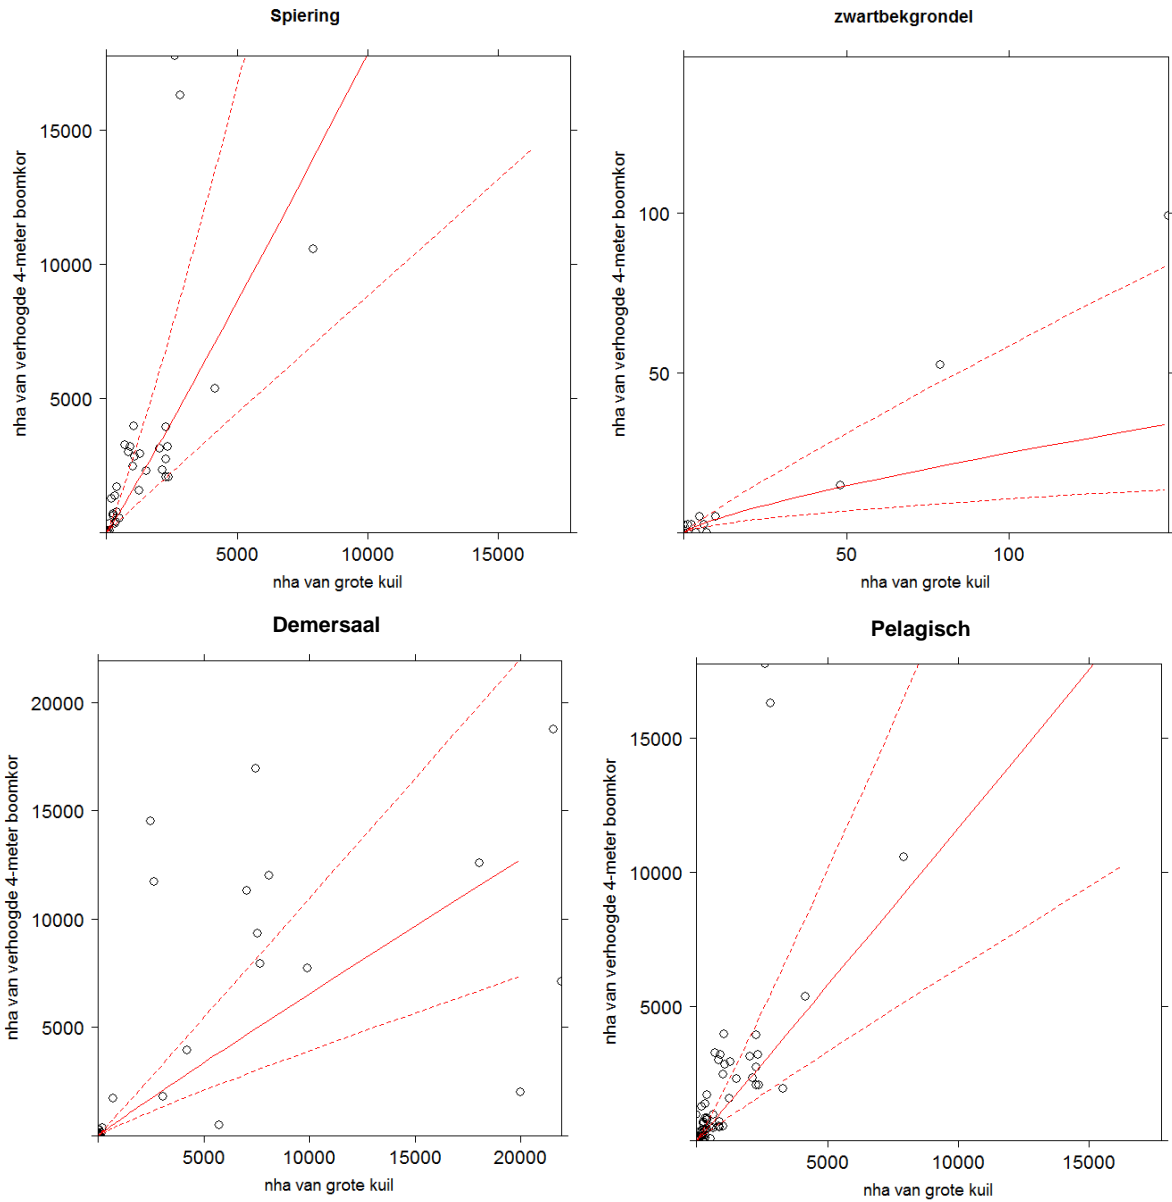 Spiering
nha van verhoogde 4-meter boomkor
15000
10000
5000
5000 10000 15000
nha van grote kuil
zwartbekgrondel
nha van verhoogde 4-meter boomkor
100
50
50 100
nha van grote kuil
Demersaal
nha van verhoogde 4-meter boomkor
20000
15000
10000
5000
5000 10000 15000 20000
nha van grote kuil
Pelagisch
nha van verhoogde 4-meter boomkor
15000
10000
5000
5000 10000 15000
nha van grote kuil